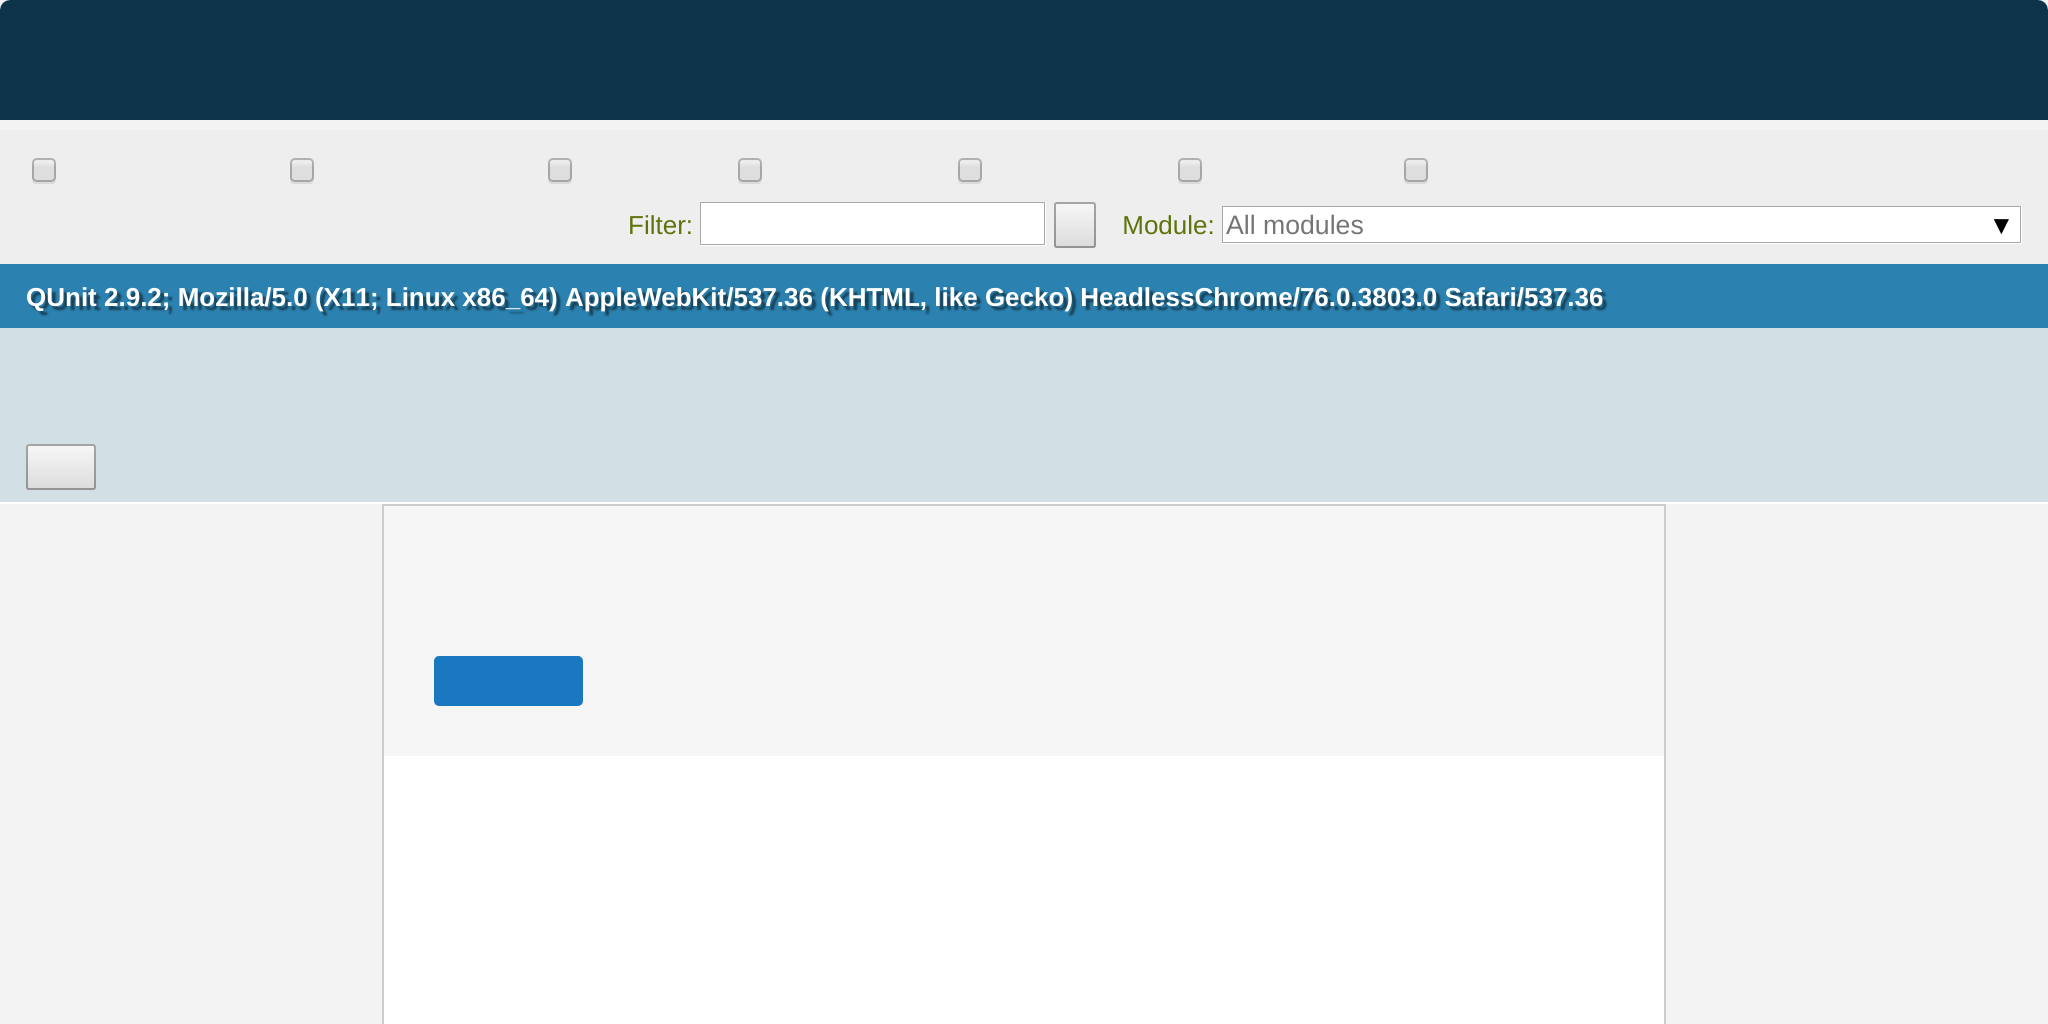 Filter: Module: All modules ▼
QUnit 2.9.2; Mozilla/5.0 (X11; Linux x86_64) AppleWebKit/537.36 (KHTML, like Gecko) HeadlessChrome/76.0.3803.0 Safari/537.36